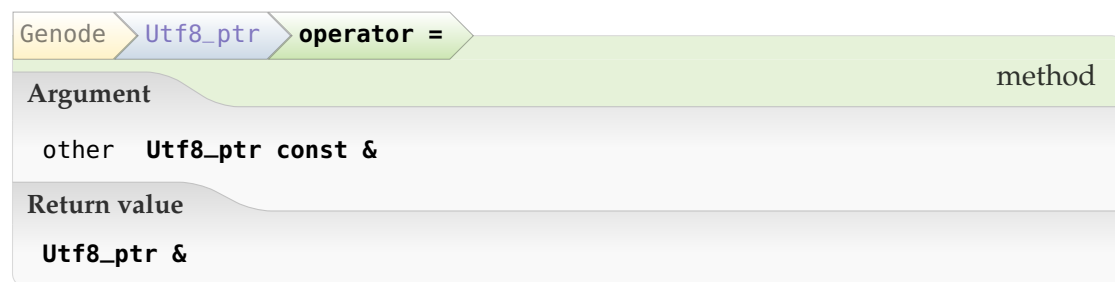 Genode Utf8_ptr operator =
method
Argument
other Utf8_ptr const &
Return value
Utf8_ptr &